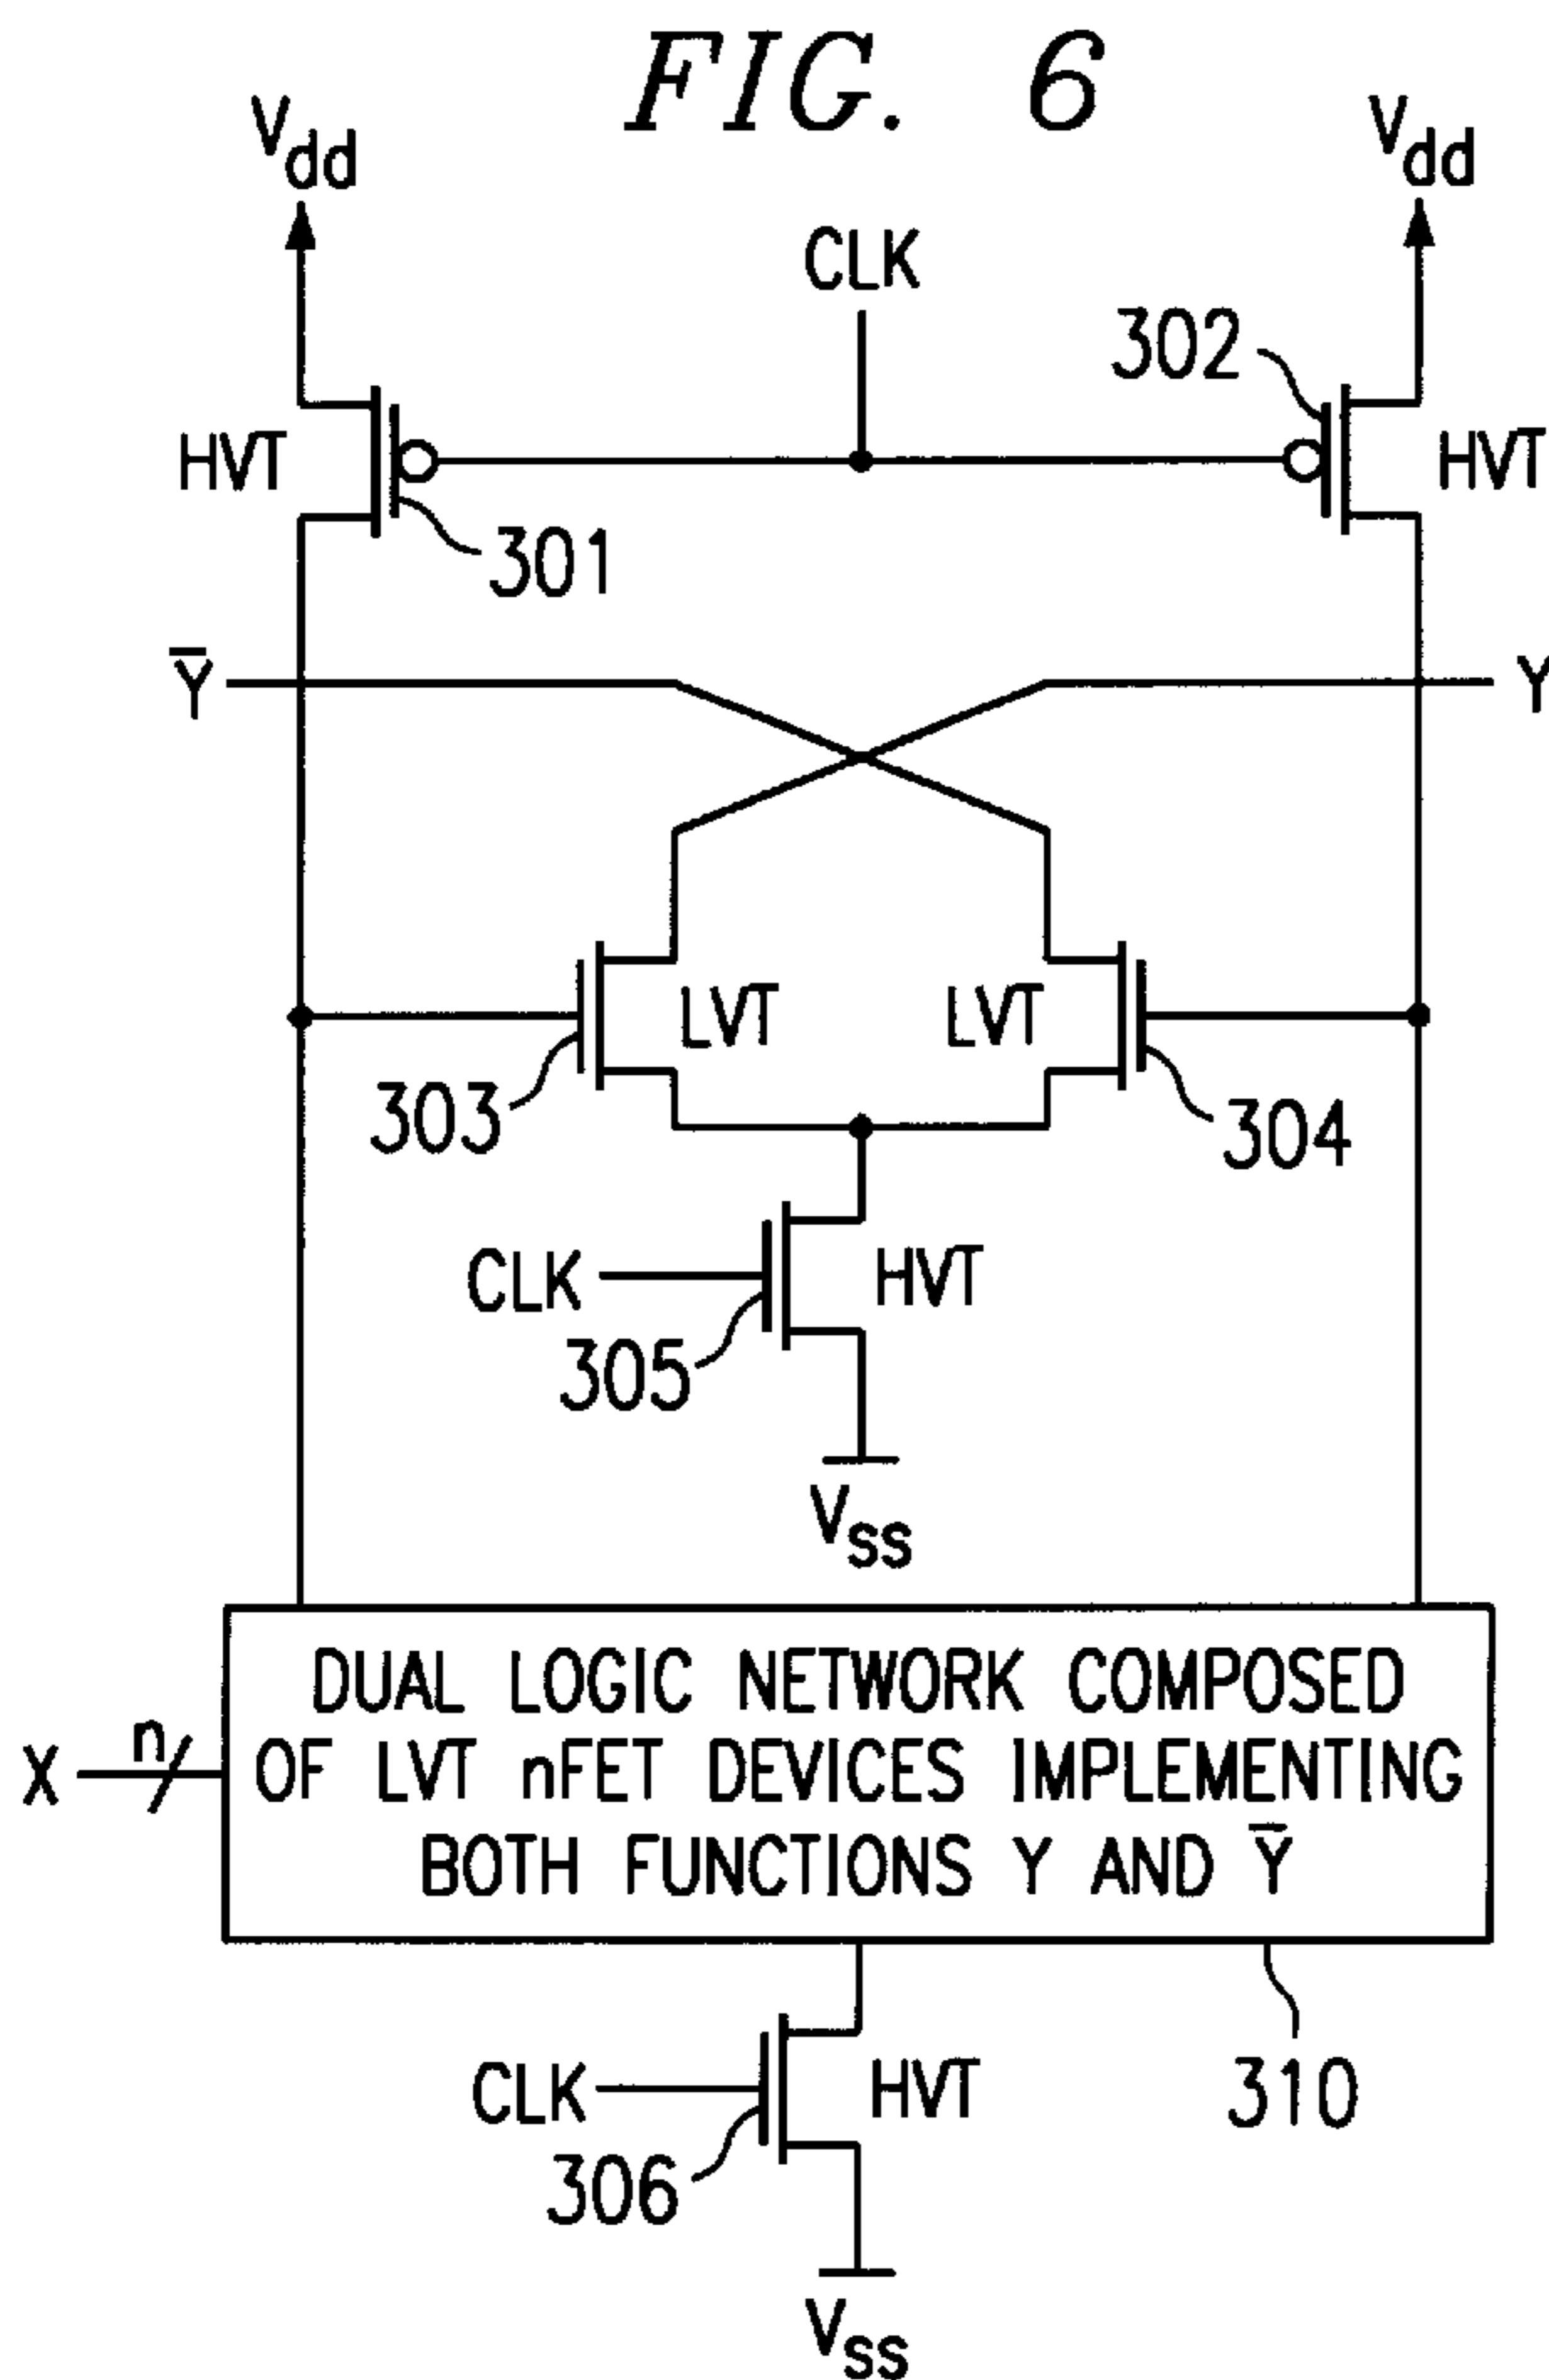 FIG. 6
Vdd
Vdd
CLK
302
HVT
HVT
301
Y̅
Y
LVT
LVT
303
304
CLK
HVT
305
Vss
DUAL LOGIC NETWORK COMPOSED
OF LVT nFET DEVICES IMPLEMENTING
BOTH FUNCTIONS Y AND Y̅
n
X
CLK
HVT
310
306
Vss